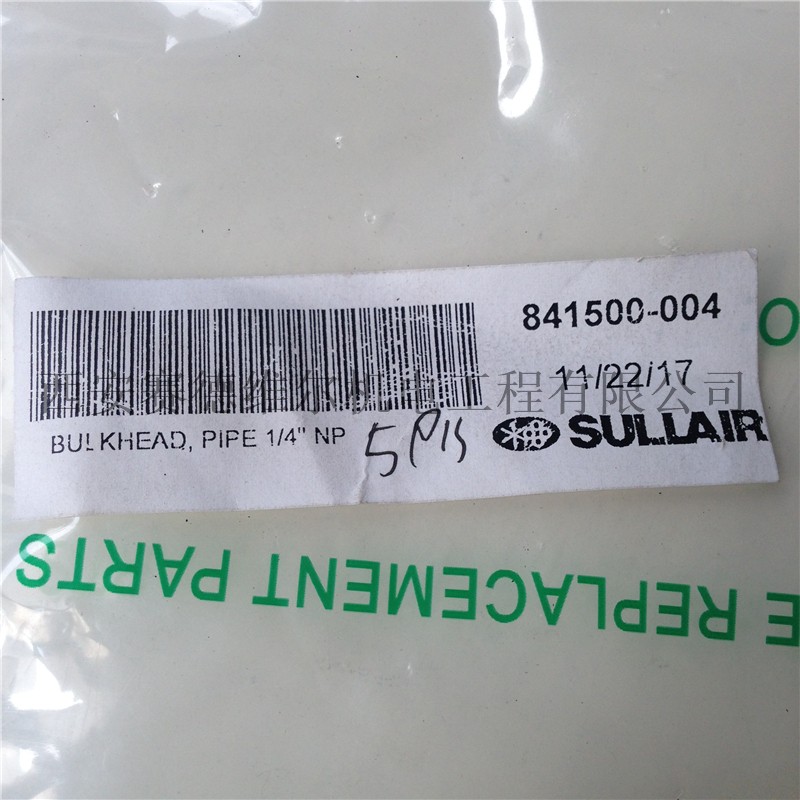 841500-004
11/22/17
西安赛德维尔机电工程有限公司
BULKHEAD, PIPE 1/4" NP
SULLAIR
E REPLACEMENT PARTS